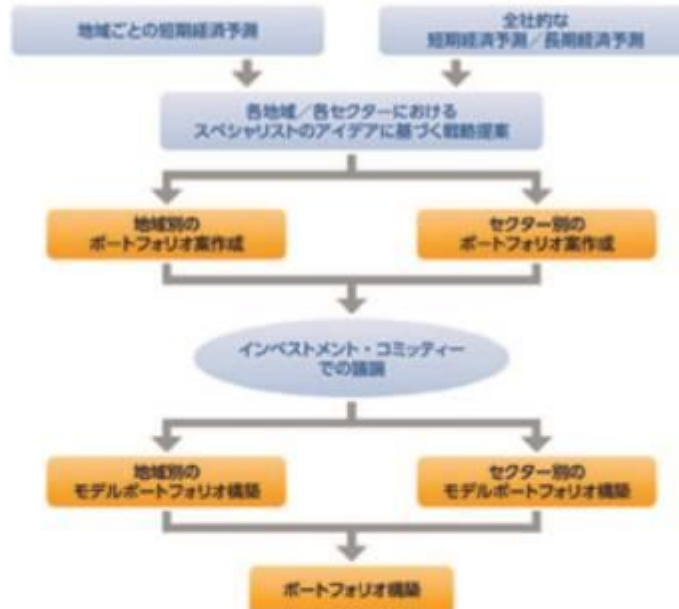 地域ごとの短期経済予測
全社的な
短期経済予測／長期経済予測
各地域／各セクターにおける
スペシャリストのアイデアに基づく戦略提案
地域別の
ポートフォリオ案作成
セクター別の
ポートフォリオ案作成
インベストメント・コミッティー
での議論
地域別の
モデルポートフォリオ構築
セクター別の
モデルポートフォリオ構築
ポートフォリオ構築